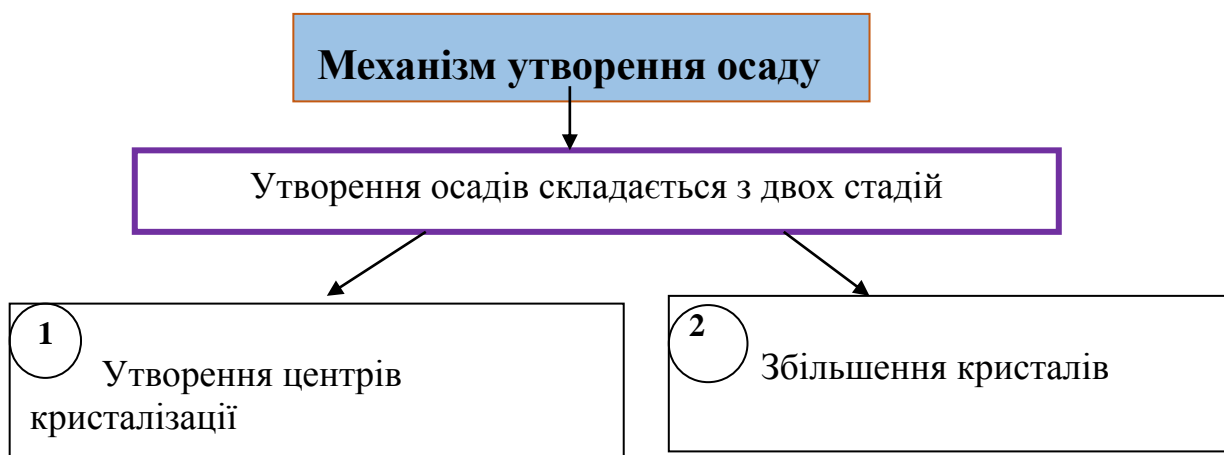 Механізм утворення осаду
Утворення осадів складається з двох стадій
1
Утворення центрів
кристалізації
2
Збільшення кристалів